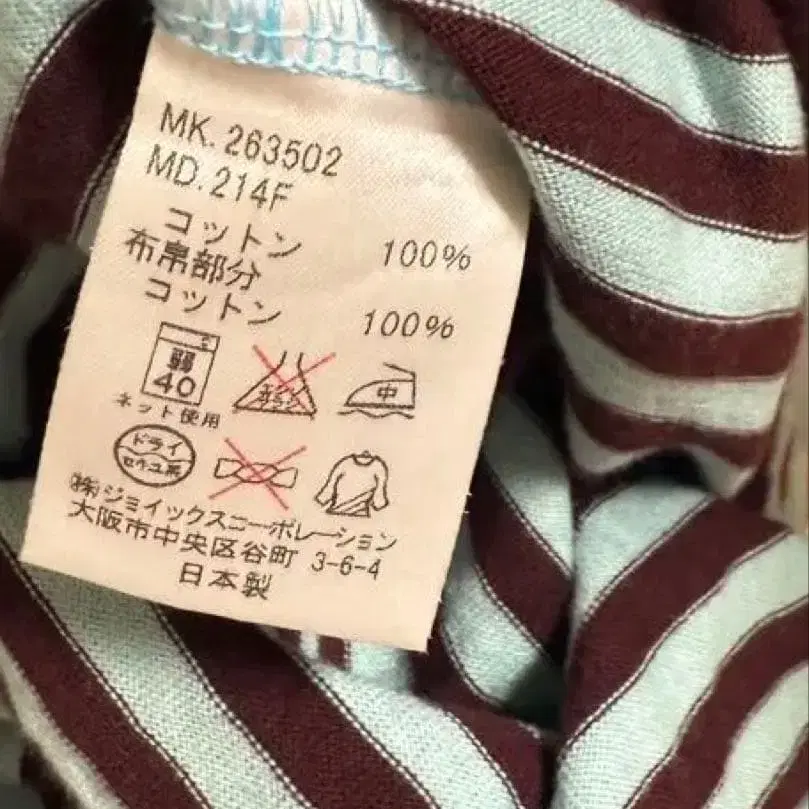 MK. 263502
MD. 214F
コットン 100%
布帛部分
コットン 100%
弱
40
中
ネット使用
ドライ
セキユ系
㈱ジョイックスコーポレーション
大阪市中央区谷町 3-6-4
日本製